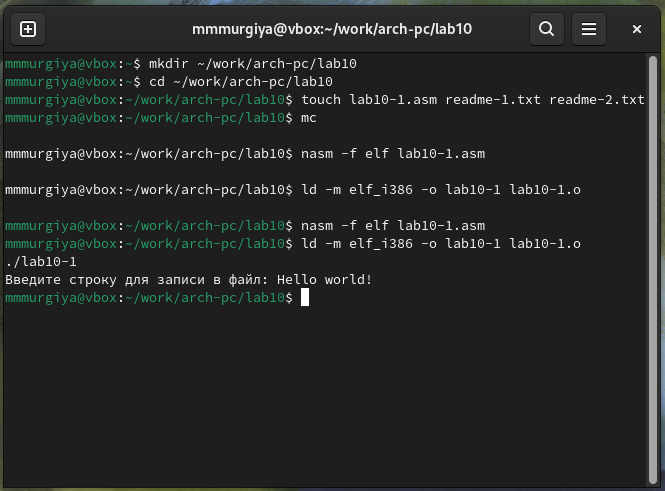 mmmurgiya@vbox:~/work/arch-pc/lab10
mmmurgiya@vbox:~$ mkdir ~/work/arch-pc/lab10
mmmurgiya@vbox:~$ cd ~/work/arch-pc/lab10
mmmurgiya@vbox:~/work/arch-pc/lab10$ touch lab10-1.asm readme-1.txt readme-2.txt
mmmurgiya@vbox:~/work/arch-pc/lab10$ mc
mmmurgiya@vbox:~/work/arch-pc/lab10$ nasm -f elf lab10-1.asm
mmmurgiya@vbox:~/work/arch-pc/lab10$ ld -m elf_i386 -o lab10-1 lab10-1.o
mmmurgiya@vbox:~/work/arch-pc/lab10$ nasm -f elf lab10-1.asm
mmmurgiya@vbox:~/work/arch-pc/lab10$ ld -m elf_i386 -o lab10-1 lab10-1.o
./lab10-1
Введите строку для записи в файл: Hello world!
mmmurgiya@vbox:~/work/arch-pc/lab10$